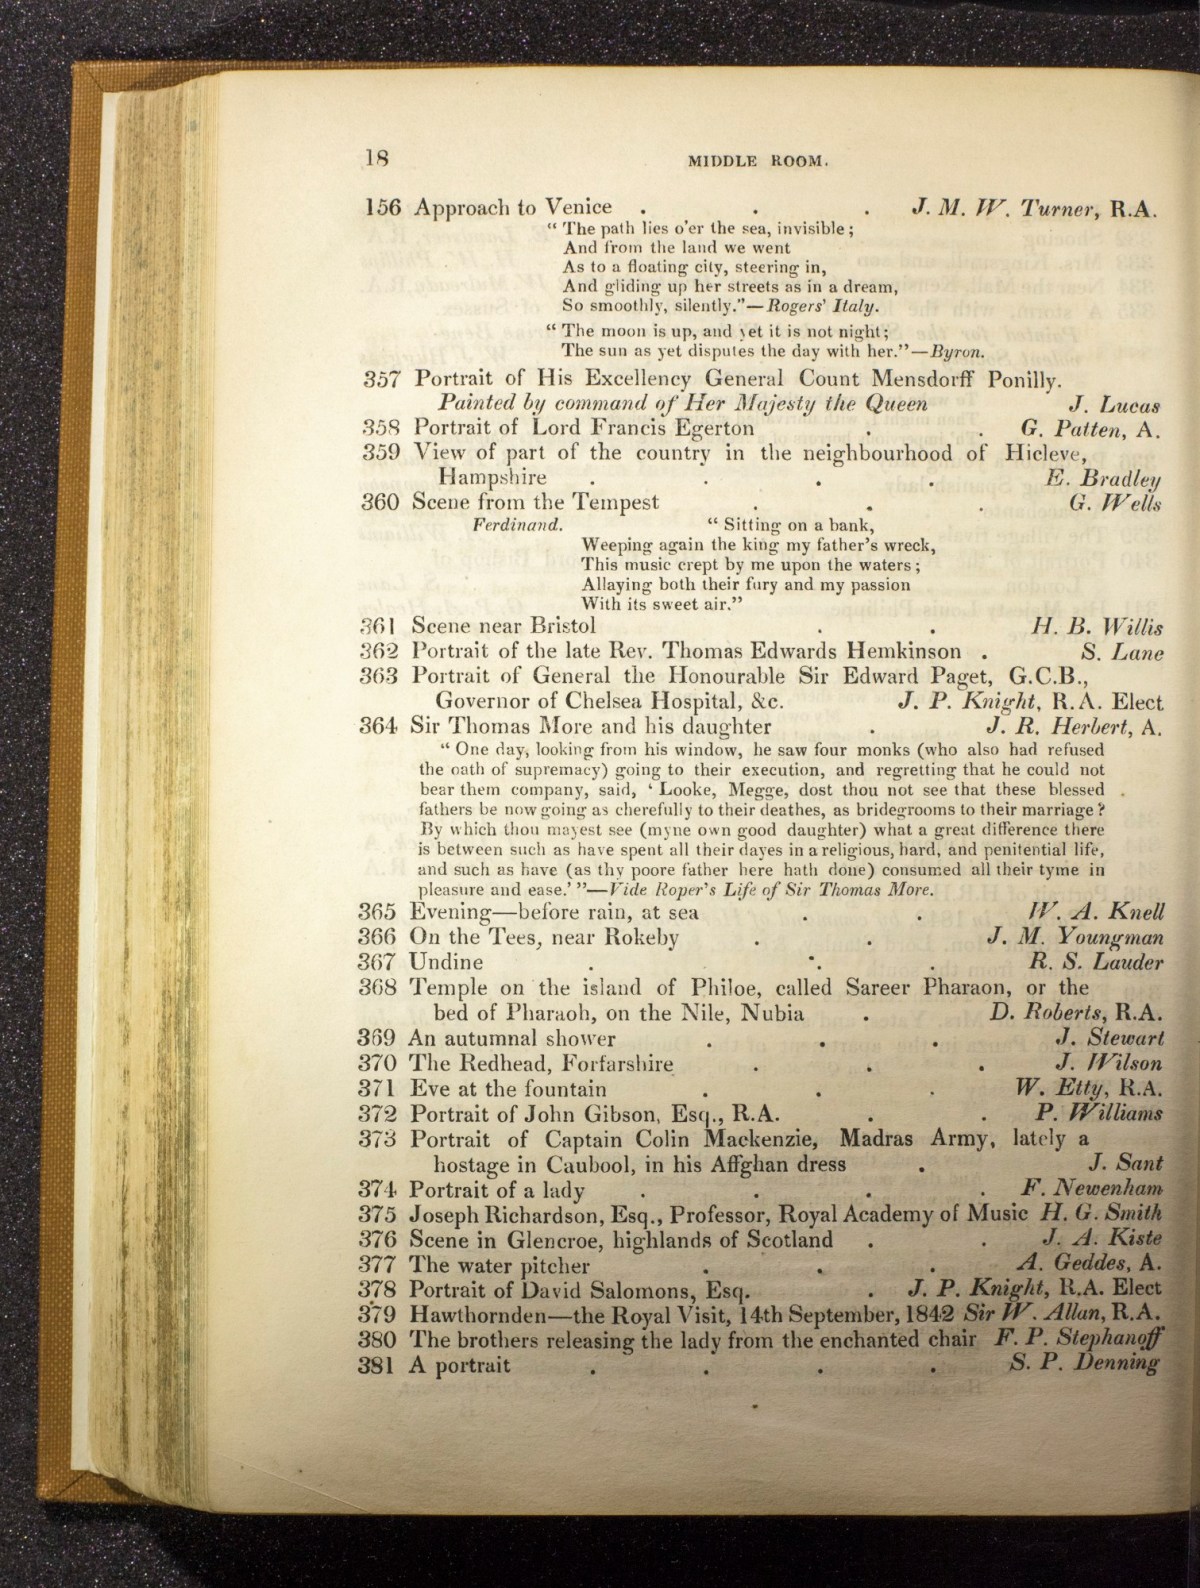 18 MIDDLE ROOM.
156 Approach to Venice . . . J. M. W. Turner, R.A.
“ The path lies o'er the sea, invisible;
And from the land we went
As to a floating city, steering in,
And gliding up her streets as in a dream,
So smoothly, silently.”—Rogers' Italy.
“ The moon is up, and yet it is not night;
The sun as yet disputes the day with her.”—Byron.
357 Portrait of His Excellency General Count Mensdorff Ponilly.
Painted by command of Her Majesty the Queen J. Lucas
358 Portrait of Lord Francis Egerton . . G. Patten, A.
359 View of part of the country in the neighbourhood of Hicleve,
Hampshire . . . . E. Bradley
360 Scene from the Tempest . . . G. Wells
Ferdinand. “ Sitting on a bank,
Weeping again the king my father's wreck,
This music crept by me upon the waters;
Allaying both their fury and my passion
With its sweet air.”
361 Scene near Bristol . . H. B. Willis
362 Portrait of the late Rev. Thomas Edwards Hemkinson . S. Lane
363 Portrait of General the Honourable Sir Edward Paget, G.C.B.,
Governor of Chelsea Hospital, &c. J. P. Knight, R.A. Elect
364 Sir Thomas More and his daughter . J. R. Herbert, A.
“ One day, looking from his window, he saw four monks (who also had refused
the oath of supremacy) going to their execution, and regretting that he could not
bear them company, said, ‘ Looke, Megge, dost thou not see that these blessed
fathers be now going as cherefully to their deathes, as bridegrooms to their marriage?
By which thou mayest see (myne own good daughter) what a great difference there
is between such as have spent all their dayes in a religious, hard, and penitential life,
and such as have (as thy poore father here hath done) consumed all their tyme in
pleasure and ease.’ ”—Vide Roper's Life of Sir Thomas More.
365 Evening—before rain, at sea . . W. A. Knell
366 On the Tees, near Rokeby . . J. M. Youngman
367 Undine . . . R. S. Lauder
368 Temple on the island of Philoe, called Sareer Pharaon, or the
bed of Pharaoh, on the Nile, Nubia . D. Roberts, R.A.
369 An autumnal shower . . . J. Stewart
370 The Redhead, Forfarshire . . . J. Wilson
371 Eve at the fountain . . . W. Etty, R.A.
372 Portrait of John Gibson, Esq., R.A. . . P. Williams
373 Portrait of Captain Colin Mackenzie, Madras Army, lately a
hostage in Caubool, in his Affghan dress . J. Sant
374 Portrait of a lady . . . . F. Newenham
375 Joseph Richardson, Esq., Professor, Royal Academy of Music H. G. Smith
376 Scene in Glencroe, highlands of Scotland . . J. A. Kiste
377 The water pitcher . . . A. Geddes, A.
378 Portrait of David Salomons, Esq. . J. P. Knight, R.A. Elect
379 Hawthornden—the Royal Visit, 14th September, 1842 Sir W. Allan, R.A.
380 The brothers releasing the lady from the enchanted chair F. P. Stephanoff
381 A portrait . . . . S. P. Denning